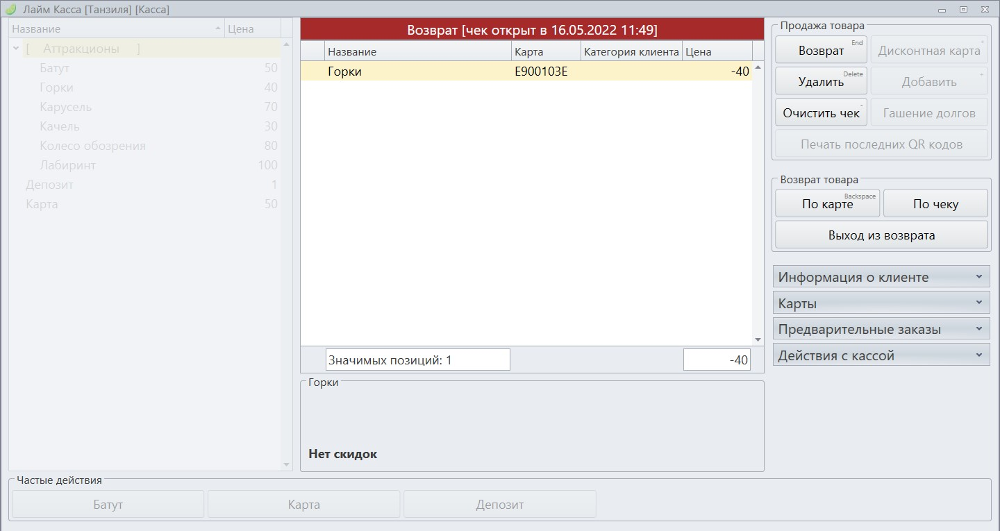 Лайм Касса [Танзиля] [Касса]
Название Цена
[ Аттракционы ]
Батут 50
Горки 40
Карусель 70
Качель 30
Колесо обозрения 80
Лабиринт 100
Депозит 1
Карта 50
Возврат [чек открыт в 16.05.2022 11:49]
Название Карта Категория клиента Цена
Горки E900103E -40
Значимых позиций: 1 -40
Горки
Нет скидок
Продажа товара
Возврат End Дисконтная карта *
Удалить Delete Добавить +
Очистить чек - Гашение долгов
Печать последних QR кодов
Возврат товара
По карте Backspace По чеку
Выход из возврата
Информация о клиенте
Карты
Предварительные заказы
Действия с кассой
Частые действия
Батут Карта Депозит